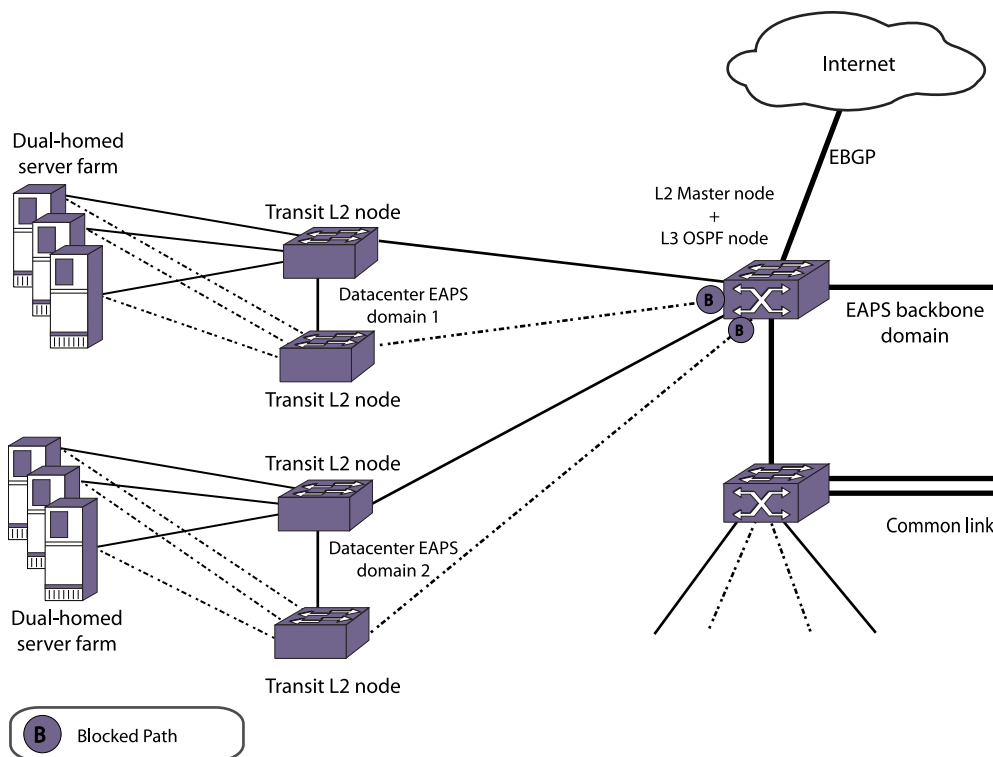 Internet
Dual-homed
server farm
EBGP
L2 Master node
+
L3 OSPF node
Transit L2 node
Datacenter EAPS
domain 1
B
B
EAPS backbone
domain
Transit L2 node
Transit L2 node
Common link
Datacenter EAPS
domain 2
Dual-homed
server farm
Transit L2 node
B
Blocked Path